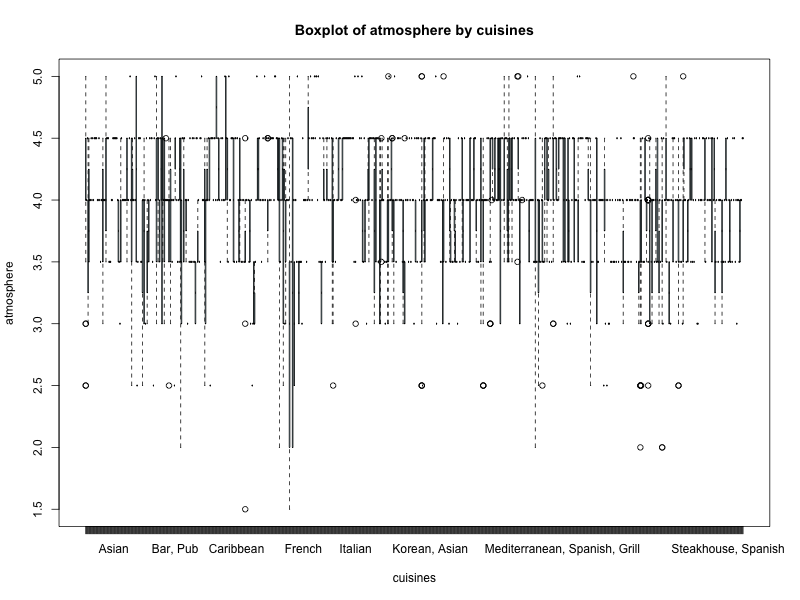 Boxplot of atmosphere by cuisines
5.0
4.5
4.0
3.5
3.0
2.5
2.0
1.5
atmosphere
Asian Bar, Pub Caribbean French Italian Korean, Asian Mediterranean, Spanish, Grill Steakhouse, Spanish
cuisines